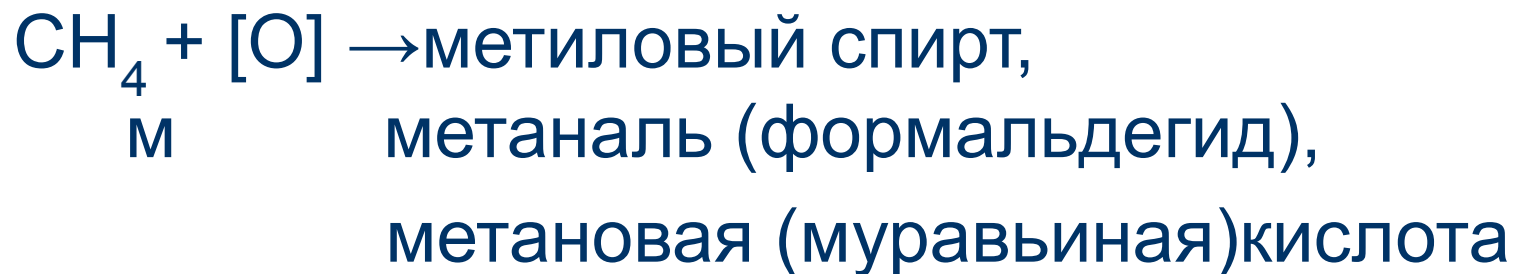 CH₄ + [O] →метиловый спирт,
м метаналь (формальдегид),
метановая (муравьиная)кислота